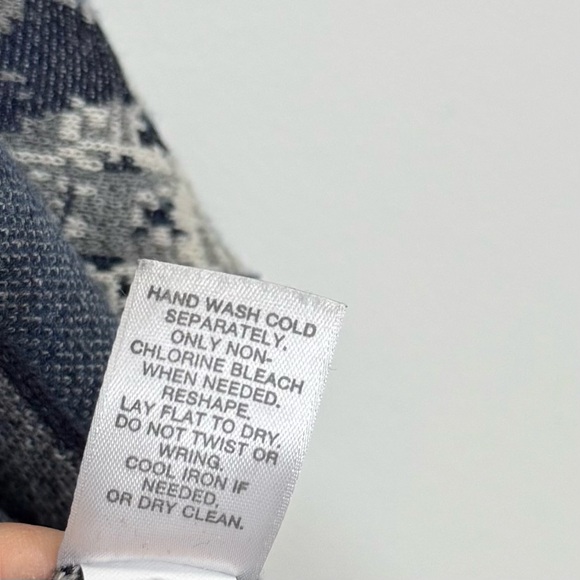 HAND WASH COLD
SEPARATELY.
ONLY NON-
CHLORINE BLEACH
WHEN NEEDED.
RESHAPE.
LAY FLAT TO DRY.
DO NOT TWIST OR
WRING.
COOL IRON IF
NEEDED,
OR DRY CLEAN.